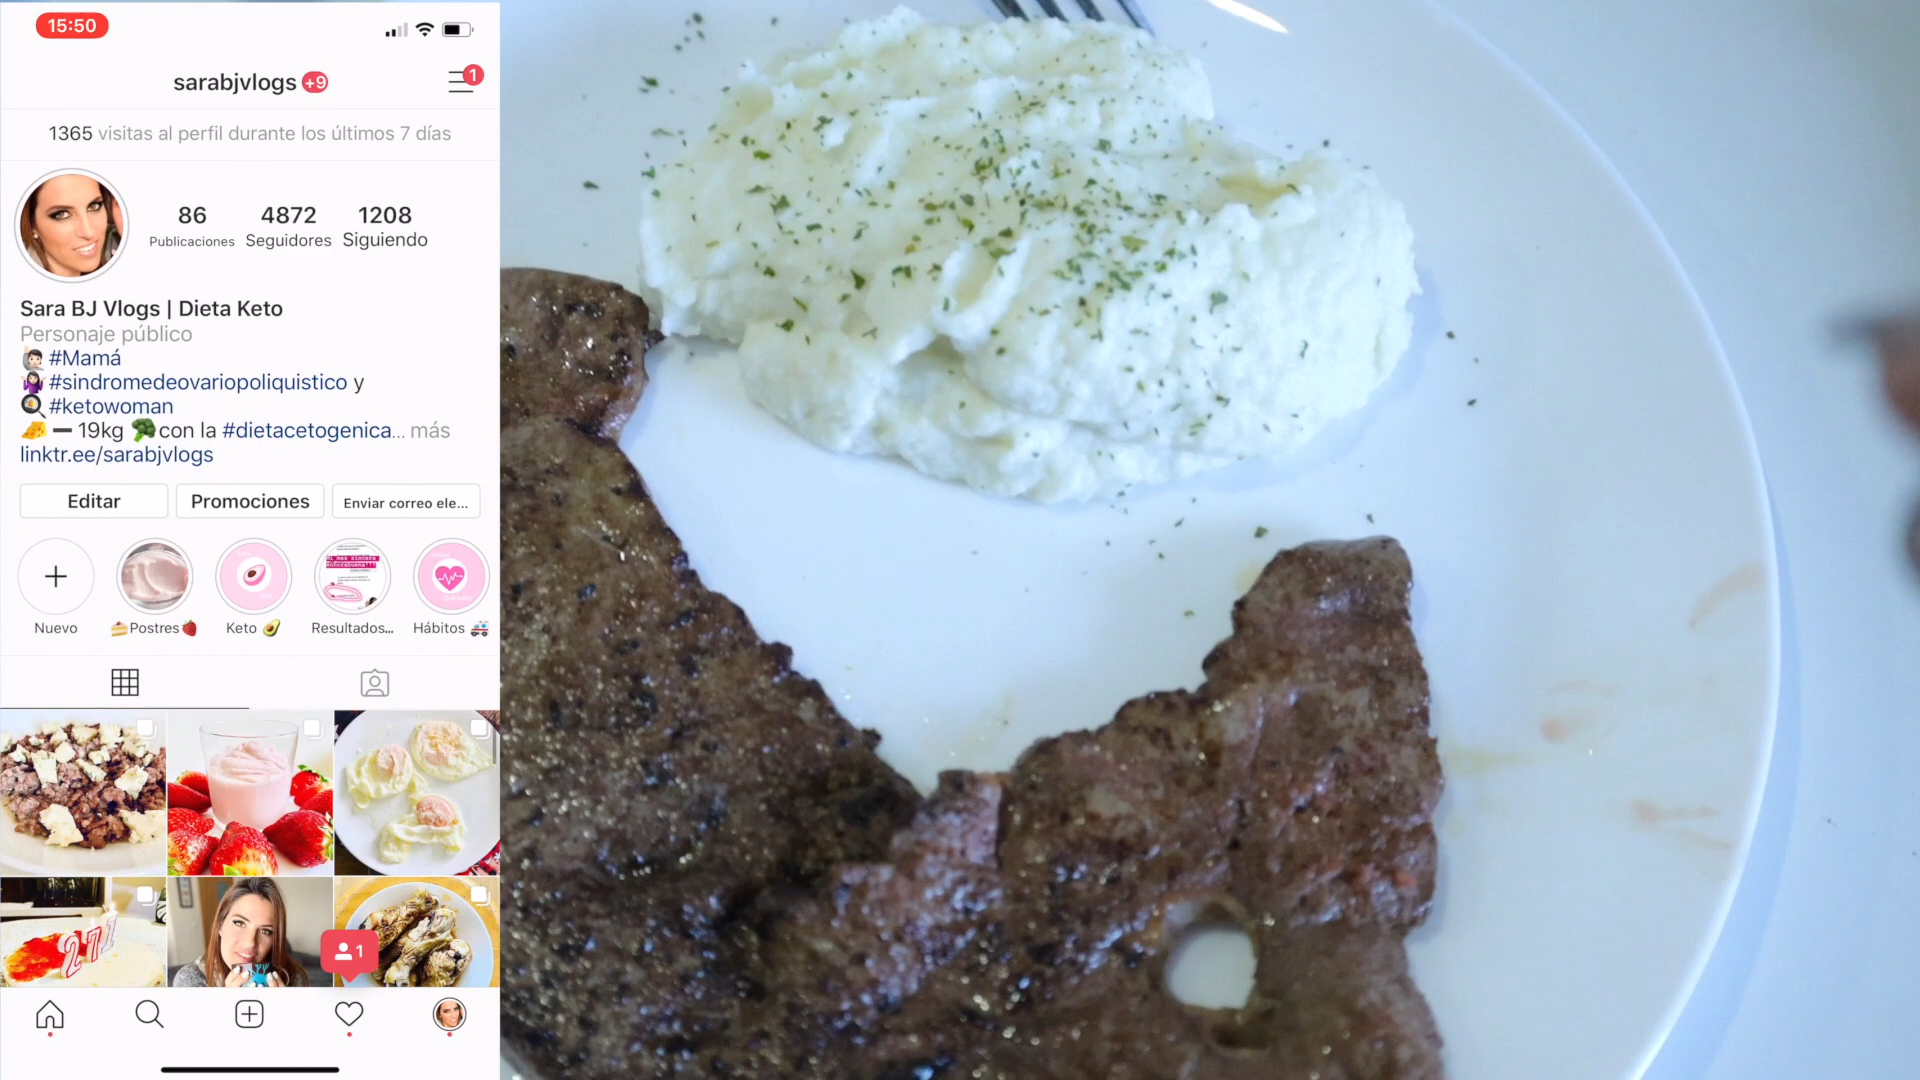 15:50
sarabjvlogs +9
1
1365 visitas al perfil durante los últimos 7 días
86 4872 1208
Publicaciones Seguidores Siguiendo
Sara BJ Vlogs | Dieta Keto
Personaje público
#Mamá
#sindromedeovariopoliquistico y
#ketowoman
19kg con la #dietacetogenica... más
linktr.ee/sarabjvlogs
Editar Promociones Enviar correo ele...
Nuevo Postres Keto Resultados... Hábitos
1